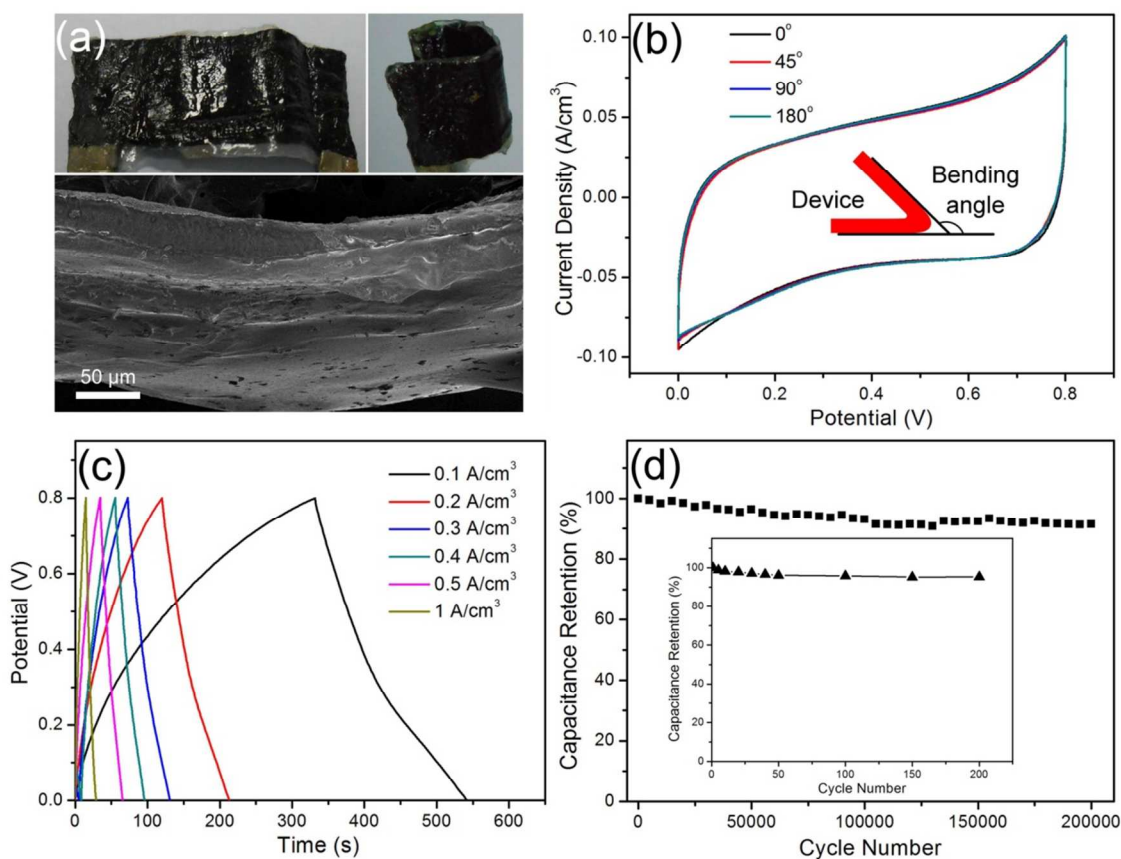 (a)
50 μm
(b)
0°
45°
90°
180°
Device
Bending
angle
0.10
0.05
0.00
-0.05
-0.10
Current Density (A/cm³)
0.0 0.2 0.4 0.6 0.8
Potential (V)
(c)
0.1 A/cm³
0.2 A/cm³
0.3 A/cm³
0.4 A/cm³
0.5 A/cm³
1 A/cm³
0.8
0.6
0.4
0.2
0.0
Potential (V)
0 100 200 300 400 500 600
Time (s)
(d)
100
75
50
25
0
Capacitance Retention (%)
100
80
60
40
20
0
Capacitance Retention (%)
0 50 100 150 200
Cycle Number
0 50000 100000 150000 200000
Cycle Number